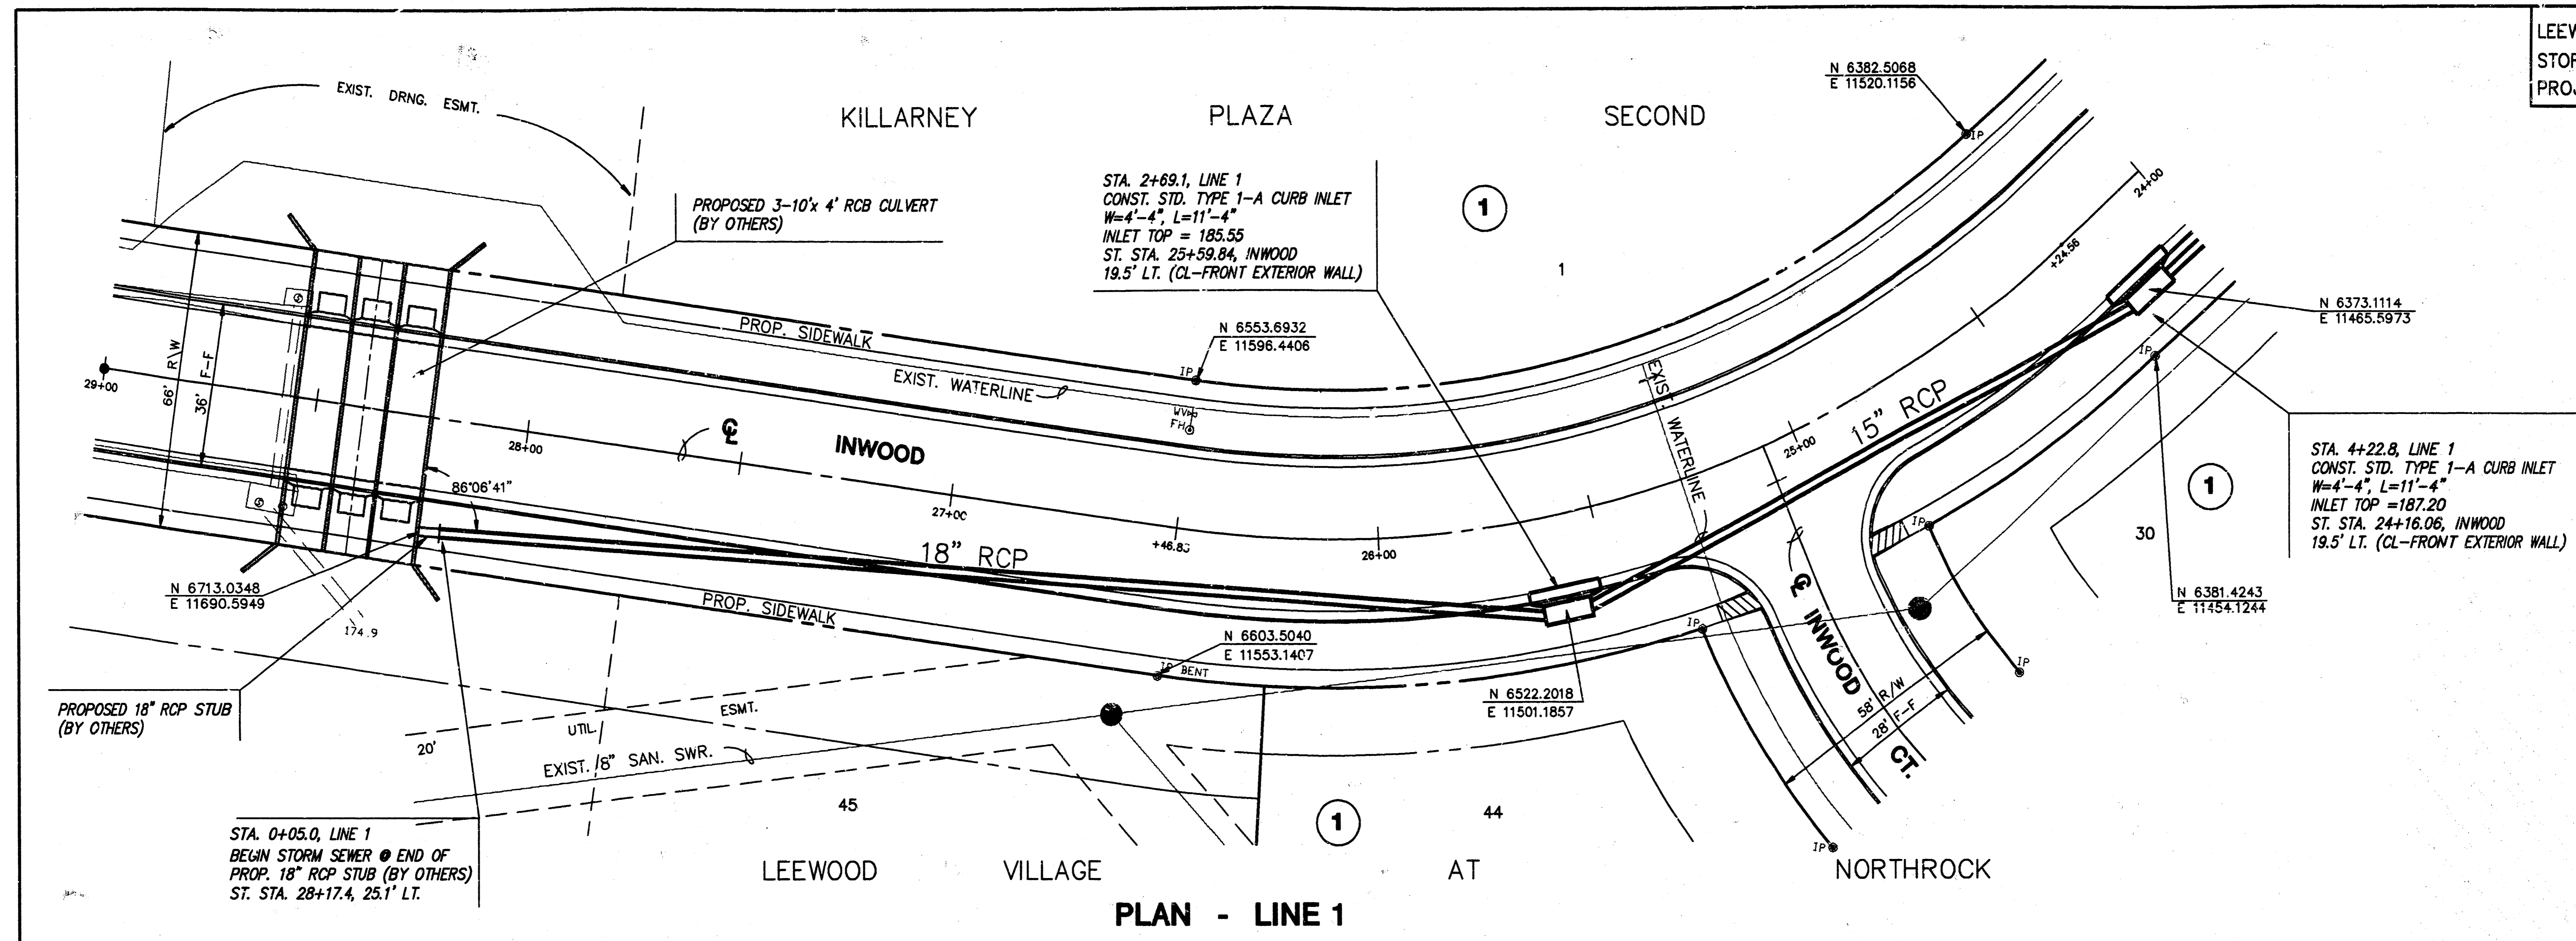 LEEW
STOR
PROJ
EXIST. DRNG. ESMT.
KILLARNEY PLAZA SECOND
N 6382.5068
E 11520.1156
IP
PROPOSED 3-10'x 4' RCB CULVERT
(BY OTHERS)
STA. 2+69.1, LINE 1
CONST. STD. TYPE 1-A CURB INLET
W=4'-4", L=11'-4"
INLET TOP = 185.55
ST. STA. 25+59.84, INWOOD
19.5' LT. (CL-FRONT EXTERIOR WALL)
1
1
24+00
+24.56
N 6373.1114
E 11465.5973
PROP. SIDEWALK
N 6553.6932
E 11596.4406
IP
EXIST. WATERLINE
WV
FH
EXIST. WATERLINE
29+00
66' R\W
36' F-F
28+00
℄ INWOOD
27+00
+46.83
26+00
25+00
15" RCP
IP
86°06'41"
18" RCP
STA. 4+22.8, LINE 1
CONST. STD. TYPE 1-A CURB INLET
W=4'-4", L=11'-4"
INLET TOP =187.20
ST. STA. 24+16.06, INWOOD
19.5' LT. (CL-FRONT EXTERIOR WALL)
1
30
IP
N 6381.4243
E 11454.1244
N 6713.0348
E 11690.5949
174.9
PROP. SIDEWALK
N 6603.5040
E 11553.1407
IP BENT
IP
℄ INWOOD CT.
58' R/W
28' F-F
IP
IP
N 6522.2018
E 11501.1857
PROPOSED 18" RCP STUB
(BY OTHERS)
20' UTIL. ESMT.
EXIST. 8" SAN. SWR.
45
1
44
STA. 0+05.0, LINE 1
BEGIN STORM SEWER @ END OF
PROP. 18" RCP STUB (BY OTHERS)
ST. STA. 28+17.4, 25.1' LT.
LEEWOOD VILLAGE AT NORTHROCK
PLAN - LINE 1